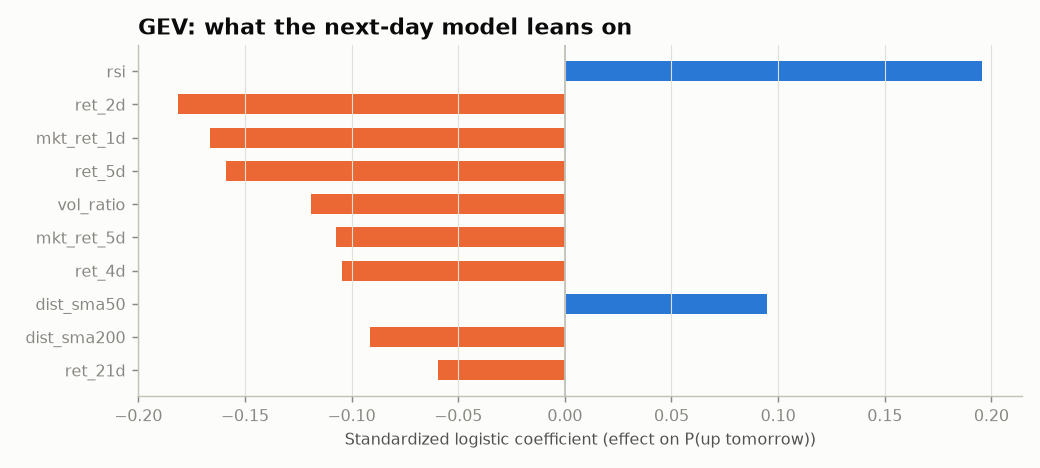 GEV: what the next-day model leans on
rsi
ret_2d
mkt_ret_1d
ret_5d
vol_ratio
mkt_ret_5d
ret_4d
dist_sma50
dist_sma200
ret_21d
−0.20 −0.15 −0.10 −0.05 0.00 0.05 0.10 0.15 0.20
Standardized logistic coefficient (effect on P(up tomorrow))